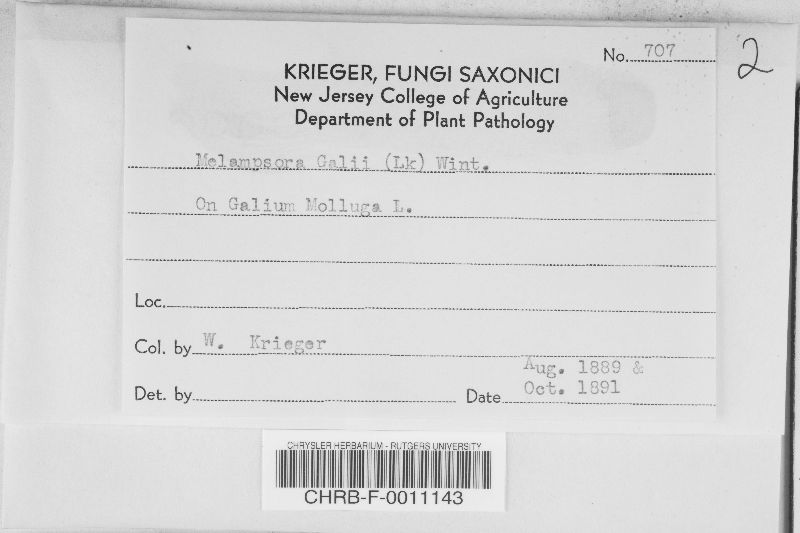 No. 707
2
KRIEGER, FUNGI SAXONICI
New Jersey College of Agriculture
Department of Plant Pathology
Melampsora Galii (Lk) Wint.
On Galium Molluga L.
Loc.
Col. by W. Krieger
Det. by
Date Aug. 1889 &
Oct. 1891
CHRYSLER HERBARIUM - RUTGERS UNIVERSITY
CHRB-F-0011143